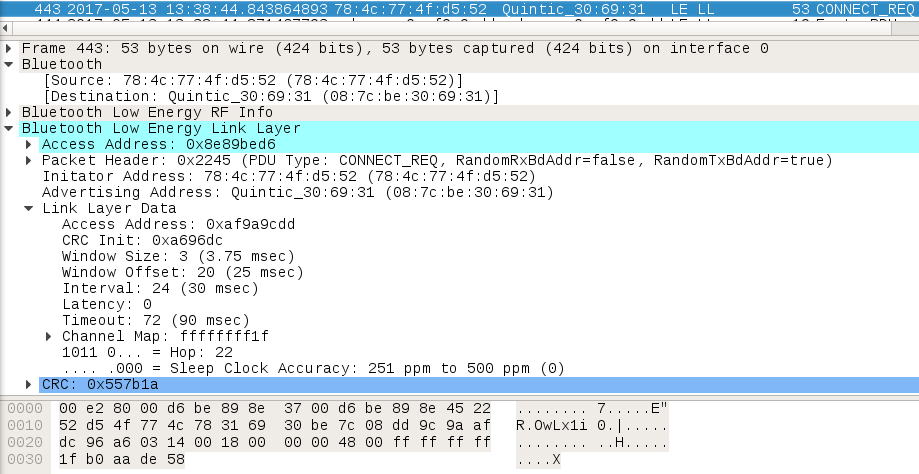 443 2017-05-13 13:38:44.843864893 78:4c:77:4f:d5:52 Quintic_30:69:31 LE LL 53 CONNECT_REQ
Frame 443: 53 bytes on wire (424 bits), 53 bytes captured (424 bits) on interface 0
Bluetooth
[Source: 78:4c:77:4f:d5:52 (78:4c:77:4f:d5:52)]
[Destination: Quintic_30:69:31 (08:7c:be:30:69:31)]
Bluetooth Low Energy RF Info
Bluetooth Low Energy Link Layer
Access Address: 0x8e89bed6
Packet Header: 0x2245 (PDU Type: CONNECT_REQ, RandomRxBdAddr=false, RandomTxBdAddr=true)
Initator Address: 78:4c:77:4f:d5:52 (78:4c:77:4f:d5:52)
Advertising Address: Quintic_30:69:31 (08:7c:be:30:69:31)
Link Layer Data
Access Address: 0xaf9a9cdd
CRC Init: 0xa696dc
Window Size: 3 (3.75 msec)
Window Offset: 20 (25 msec)
Interval: 24 (30 msec)
Latency: 0
Timeout: 72 (90 msec)
Channel Map: ffffffff1f
1011 0... = Hop: 22
.... .000 = Sleep Clock Accuracy: 251 ppm to 500 ppm (0)
CRC: 0x557b1a
0000 00 e2 80 00 d6 be 89 8e 37 00 d6 be 89 8e 45 22 ........ 7.....E"
0010 52 d5 4f 77 4c 78 31 69 30 be 7c 08 dd 9c 9a af R.OwLx1i 0.|.....
0020 dc 96 a6 03 14 00 18 00 00 00 48 00 ff ff ff ff ........ ..H.....
0030 1f b0 aa de 58 ....X